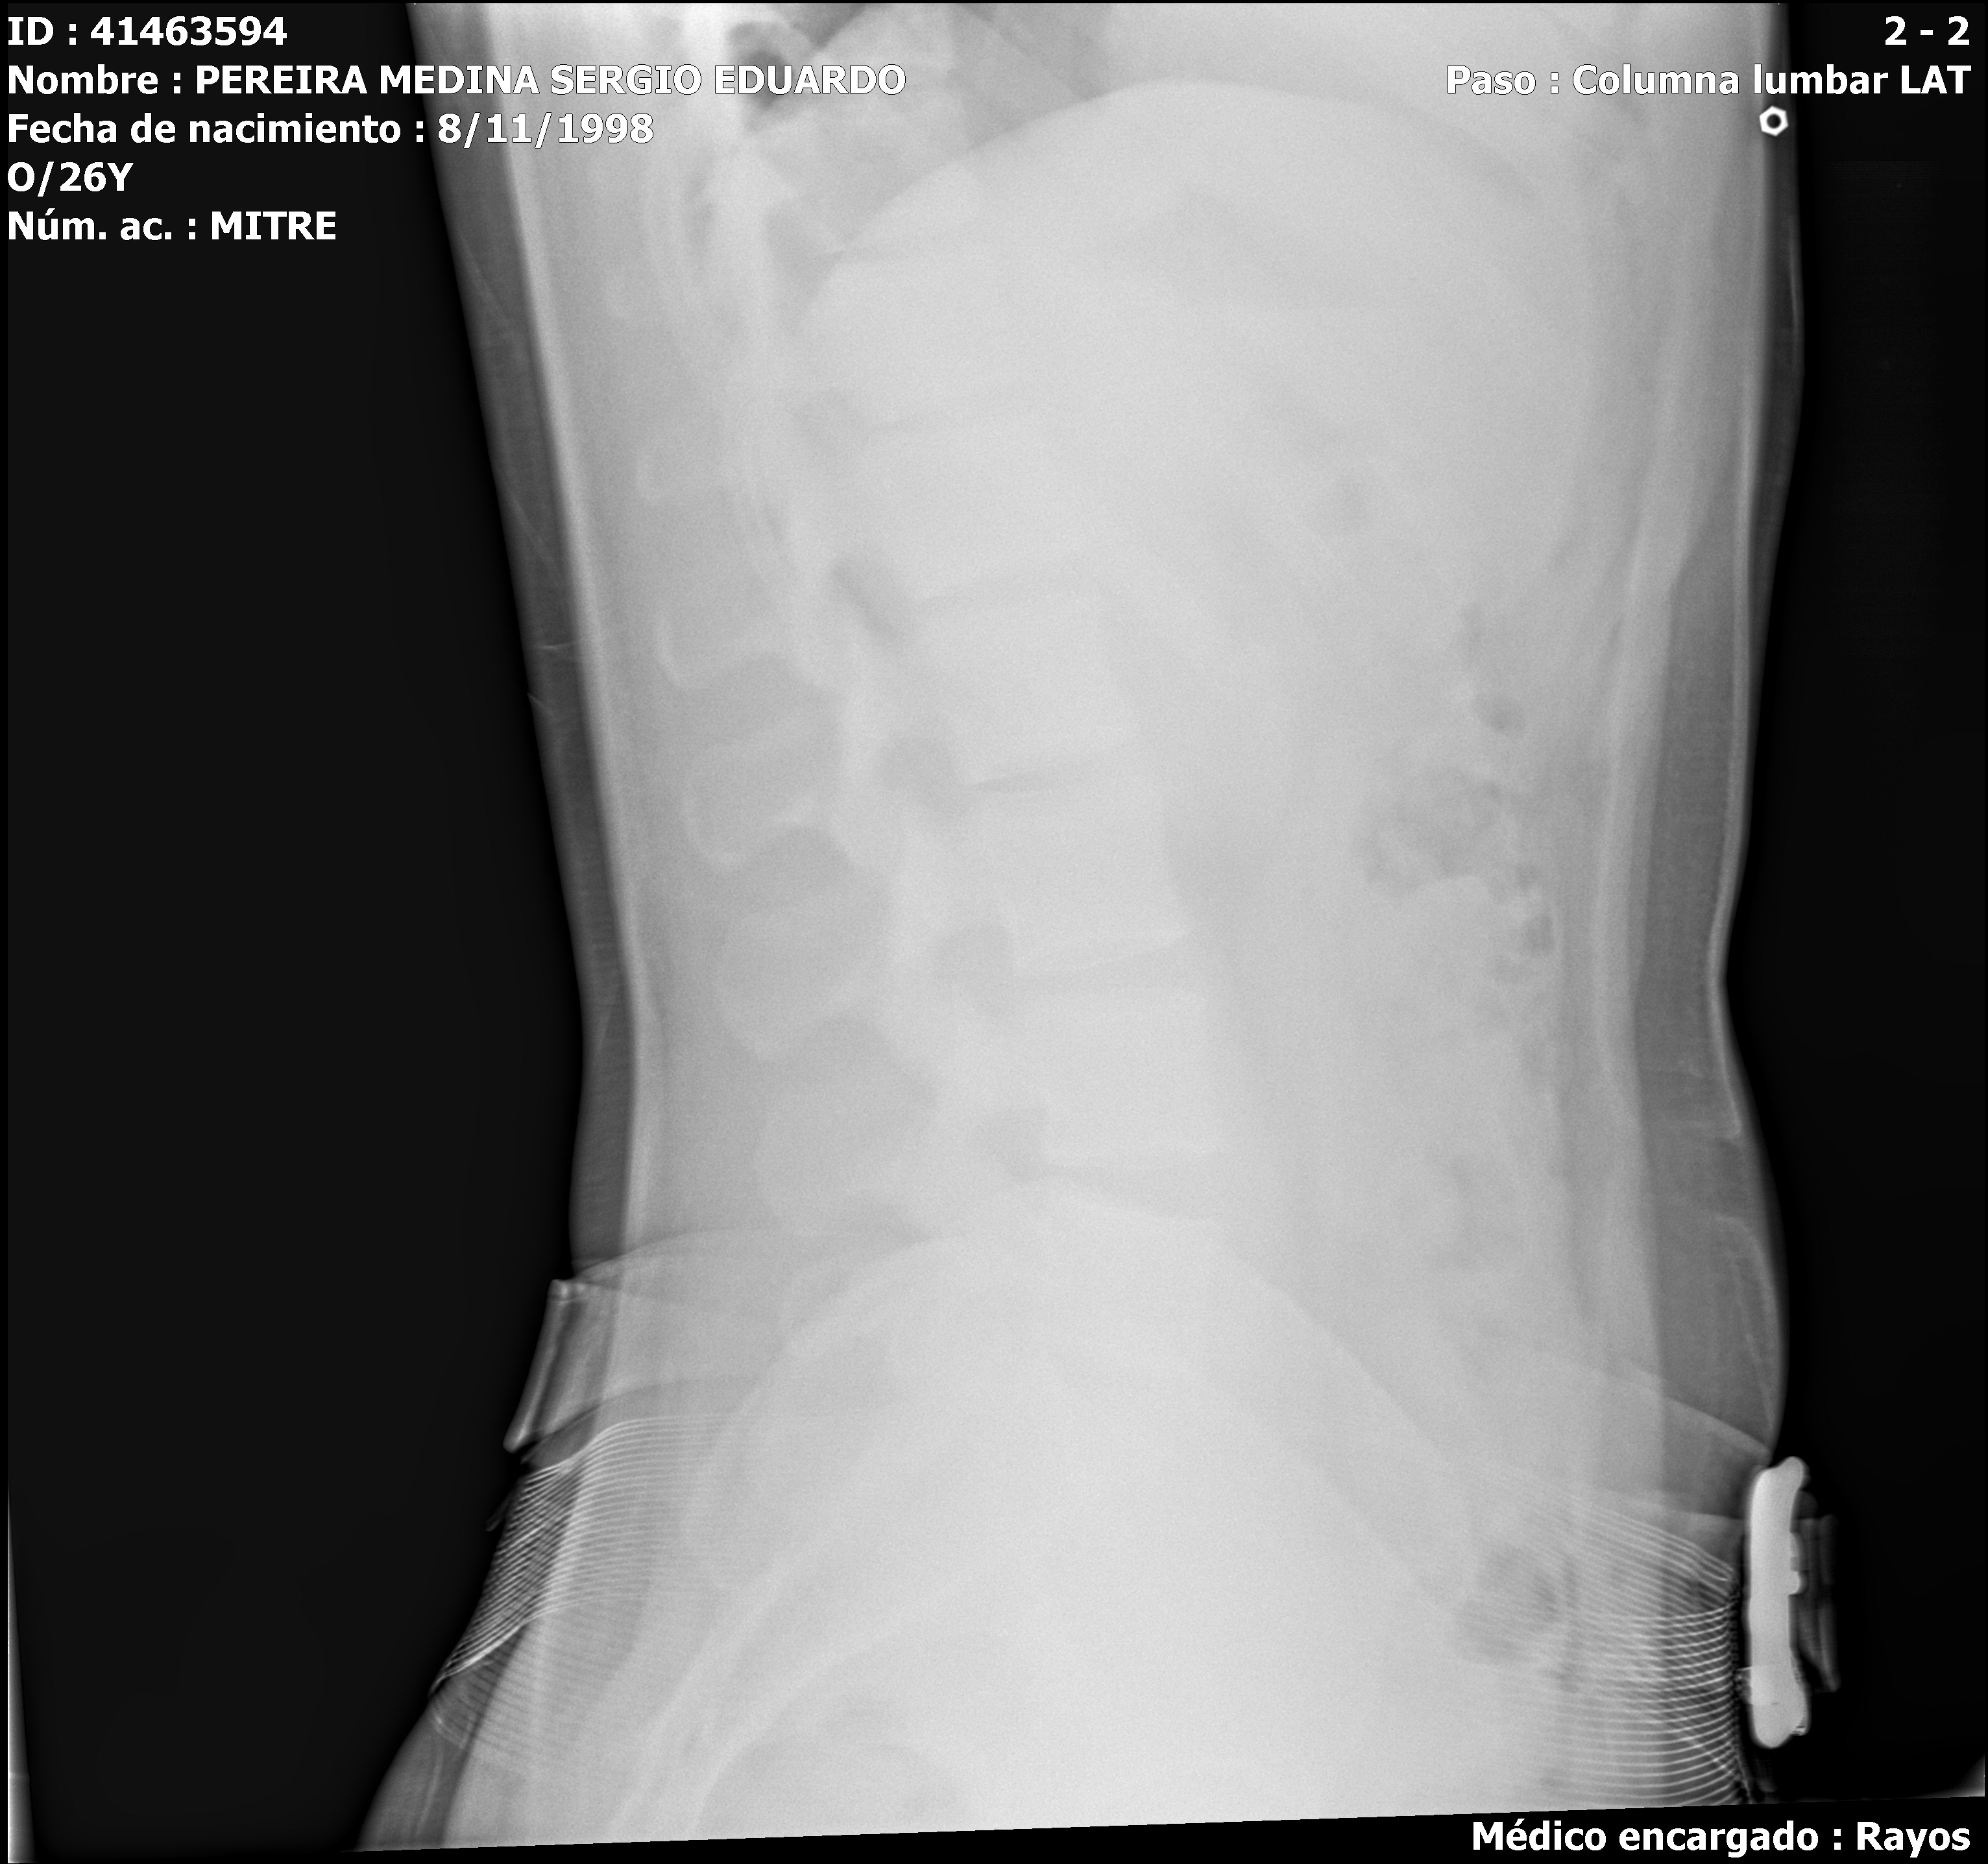 ID : 41463594
Nombre : PEREIRA MEDINA SERGIO EDUARDO
Fecha de nacimiento : 8/11/1998
O/26Y
Núm. ac. : MITRE
2 - 2
Paso : Columna lumbar LAT
Médico encargado : Rayos